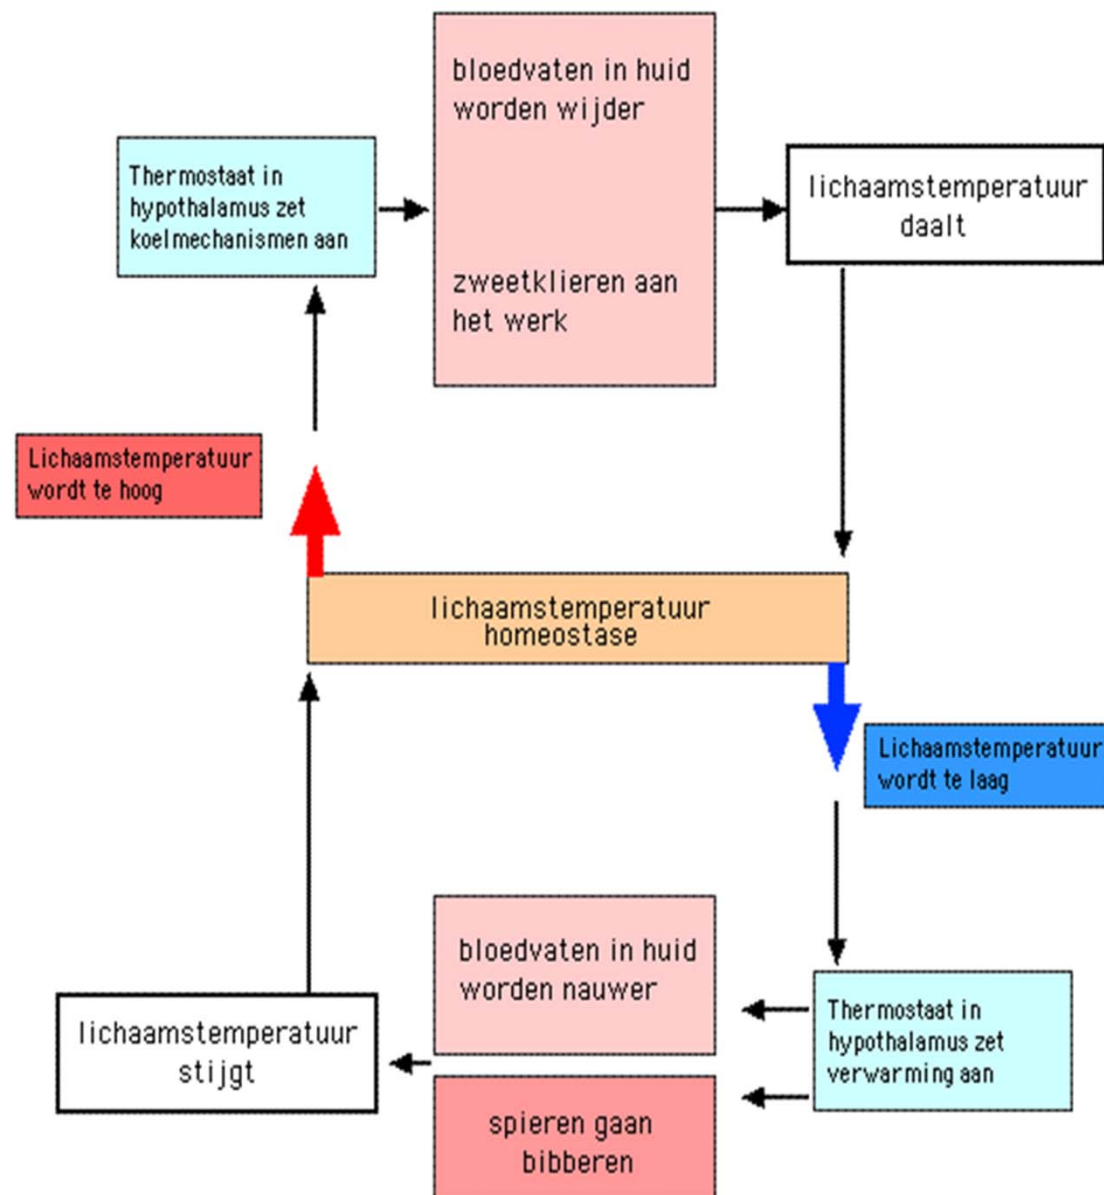 bloedvaten in huid
worden wijder
zweetklieren aan
het werk
Thermostaat in
hypothalamus zet
koelmechanismen aan
lichaamstemperatuur
daalt
Lichaamstemperatuur
wordt te hoog
lichaamstemperatuur
homeostase
Lichaamstemperatuur
wordt te laag
Thermostaat in
hypothalamus zet
verwarming aan
bloedvaten in huid
worden nauwer
spieren gaan
bibberen
lichaamstemperatuur
stijgt